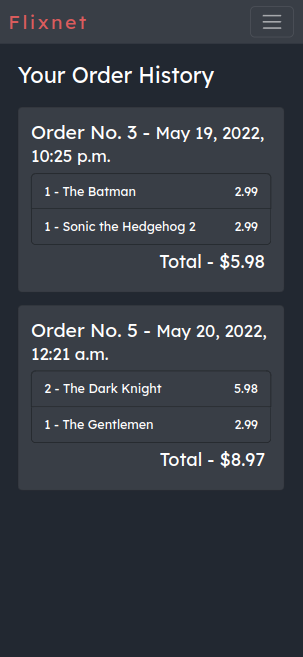 Flixnet
Your Order History
Order No. 3 - May 19, 2022,
10:25 p.m.
1 - The Batman 2.99
1 - Sonic the Hedgehog 2 2.99
Total - $5.98
Order No. 5 - May 20, 2022,
12:21 a.m.
2 - The Dark Knight 5.98
1 - The Gentlemen 2.99
Total - $8.97